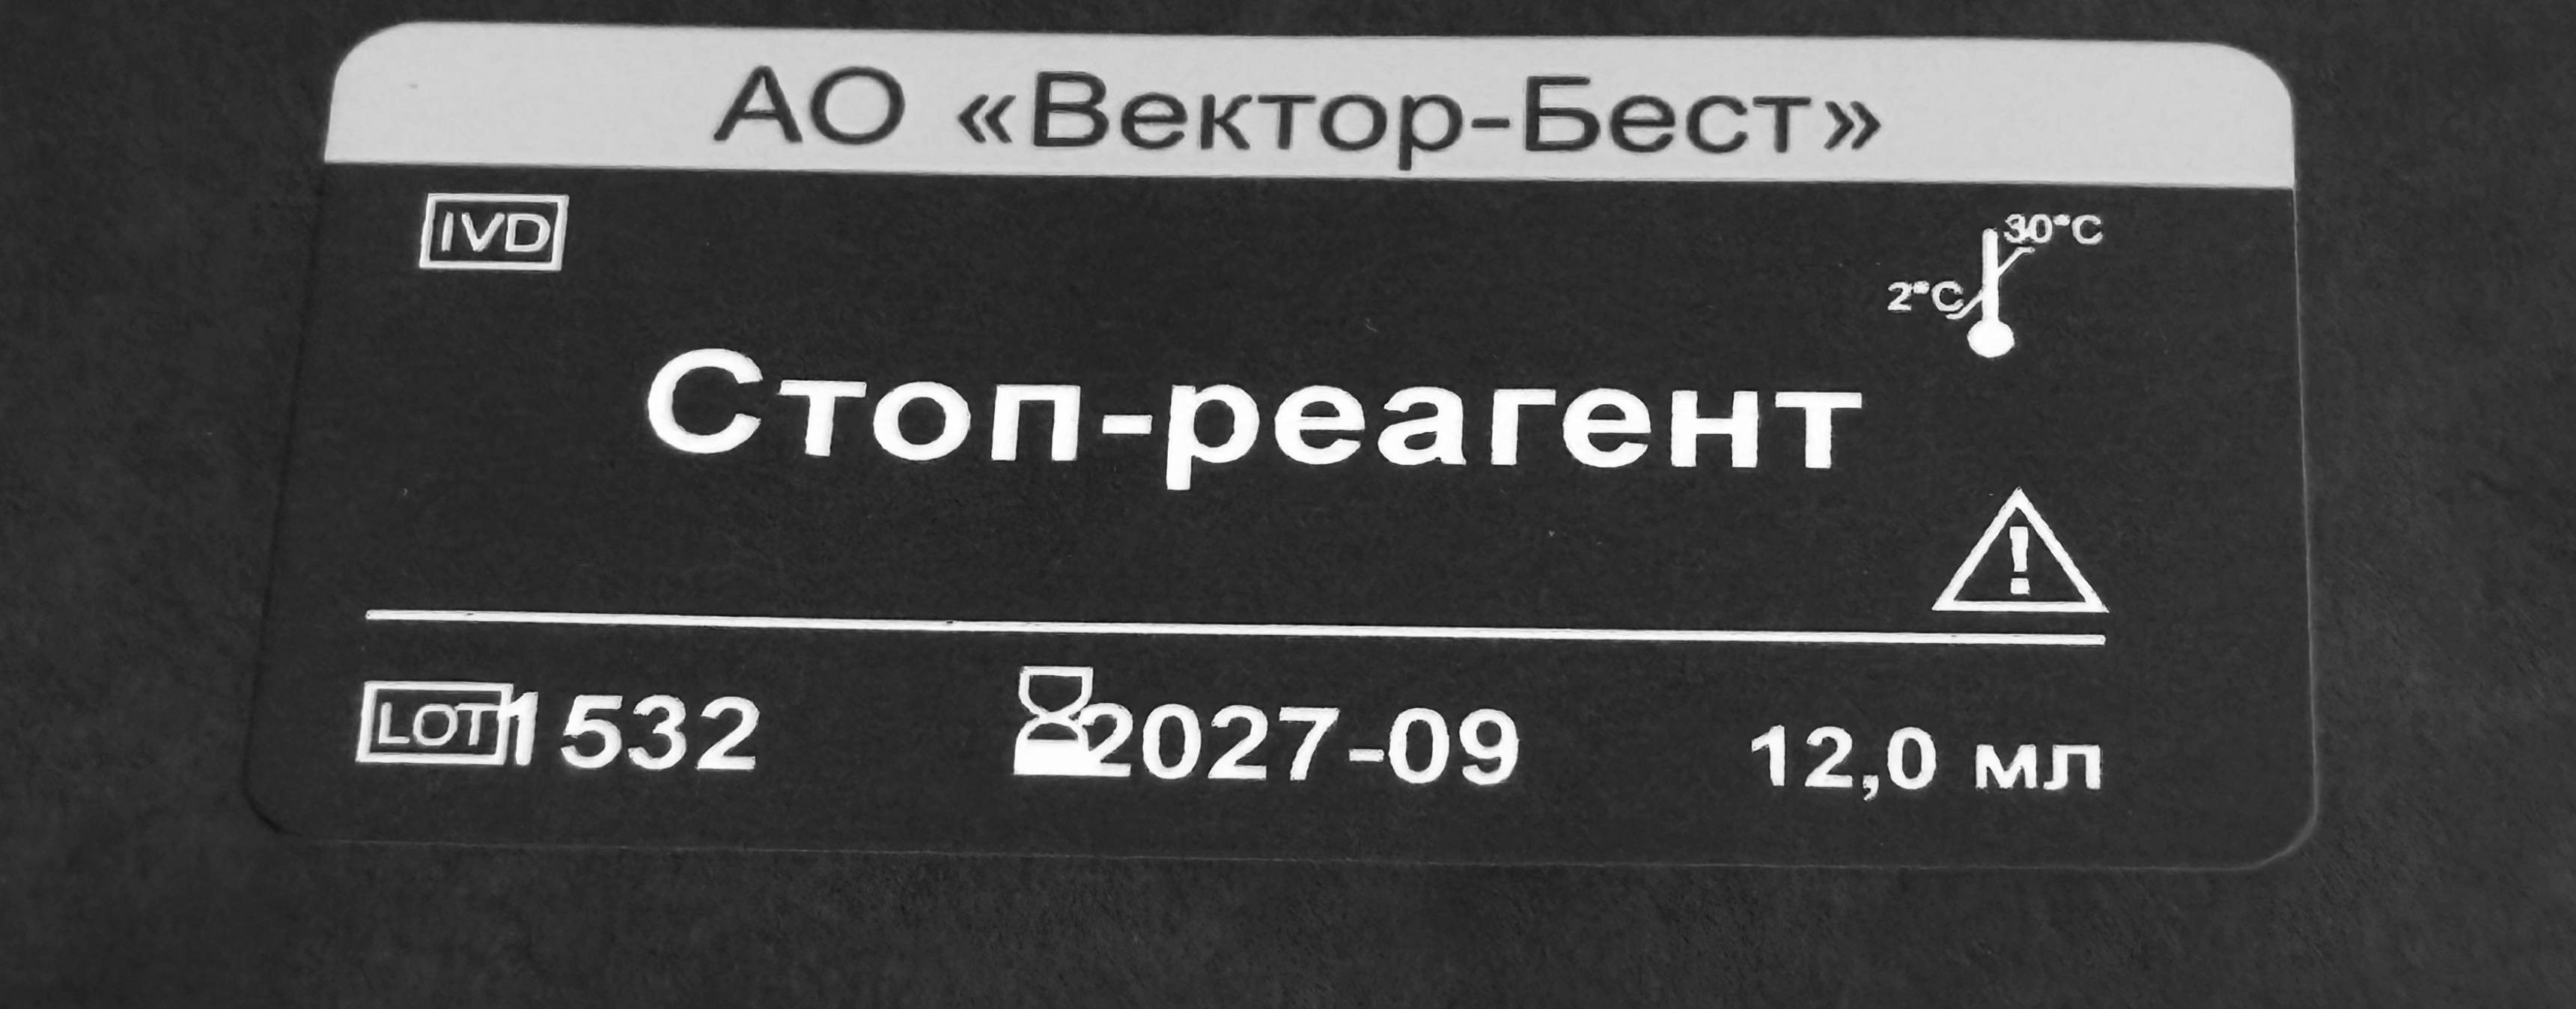 АО «Вектор-Бест»
IVD
30°C
2°C
Стоп-реагент
LOT 1532
2027-09
12,0 мл